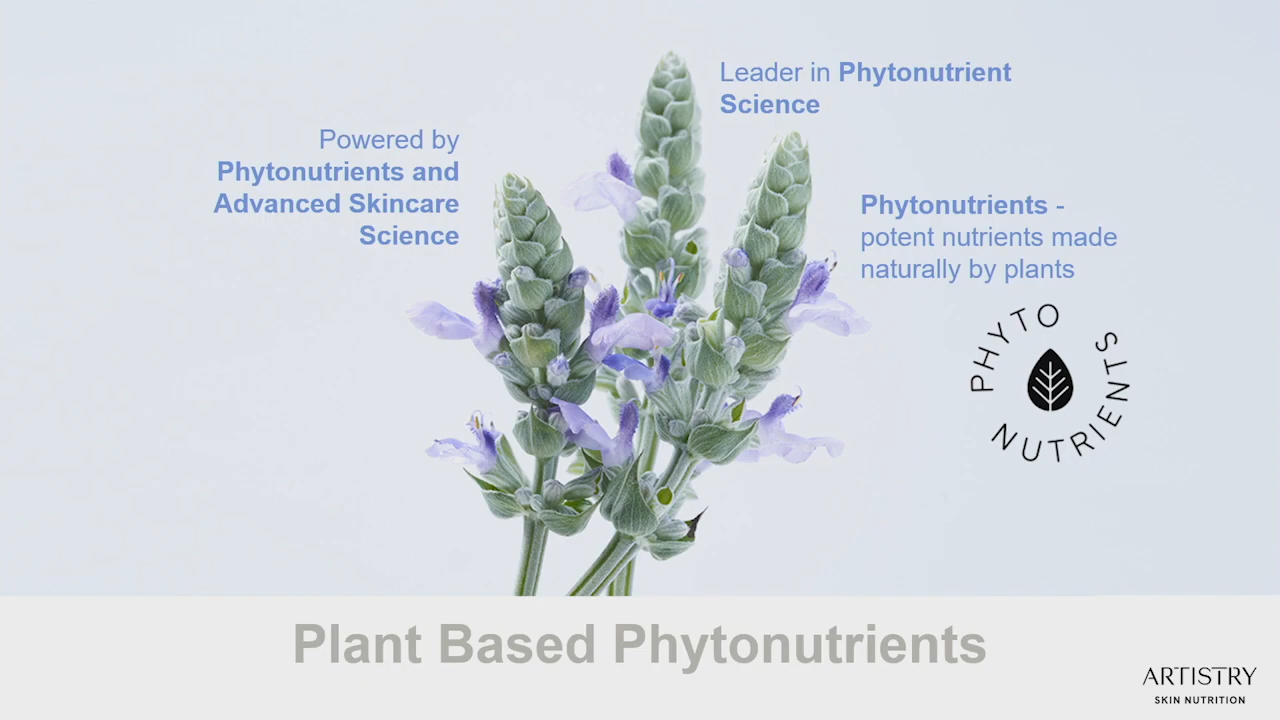 Leader in Phytonutrient
Science
Powered by
Phytonutrients and
Advanced Skincare
Science
Phytonutrients -
potent nutrients made
naturally by plants
PHYTO
NUTRIENTS
Plant Based Phytonutrients
ARTISTRY
SKIN NUTRITION